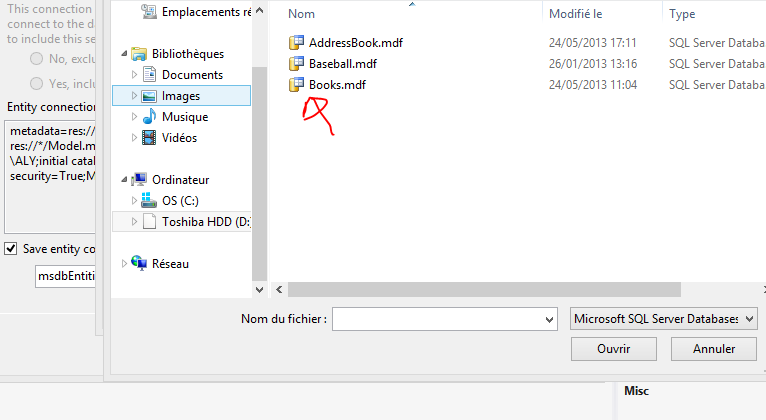 This connection
connect to the d
to include this se
No, exclu
Yes, inclu
Entity connection
metadata=res://
res://*/Model.m
\ALY;initial catal
security=True;M
Save entity co
msdbEntiti
Emplacements ré
Bibliothèques
Documents
Images
Musique
Vidéos
Ordinateur
OS (C:)
Toshiba HDD (D:
Réseau
Nom Modifié le Type
AddressBook.mdf 24/05/2013 17:11 SQL Server Databa
Baseball.mdf 26/01/2013 13:16 SQL Server Databa
Books.mdf 24/05/2013 11:04 SQL Server Databa
Nom du fichier : Microsoft SQL Server Databases
Ouvrir Annuler
Misc